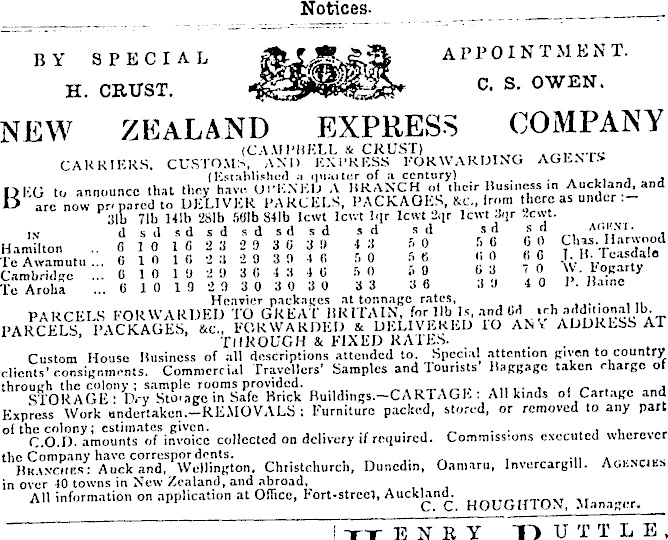 Notices.
BY SPECIAL APPOINTMENT.
H. CRUST. C. S. OWEN.
NEW ZEALAND EXPRESS COMPANY
(CAMPBELL & CRUST)
CARRIERS, CUSTOMS, AND EXPRESS FORWARDING AGENTS
(Established a quarter of a century)
BEG to announce that they have OPENED A BRANCH of their Business in Auckland, and
are now prepared to DELIVER PARCELS, PACKAGES, &c., from there as under :—
3lb 7lb 14lb 28lb 56lb 84lb 1cwt 1cwt 1qr 1cwt 2qr 1cwt 3qr 2cwt.
IN d s d s d s d s d s d s d s d s d s d s d AGENT.
Hamilton .. 6 1 0 1 6 2 3 2 9 3 6 3 9 4 3 5 0 5 6 6 0 Chas. Harwood
Te Awamutu ... 6 1 0 1 6 2 3 2 9 3 9 4 6 5 0 5 6 6 0 6 6 J. B. Teasdale
Cambridge ... 6 1 0 1 9 2 9 3 6 4 3 4 6 5 0 5 9 6 3 7 0 W. Fogarty
Te Aroha ... 6 1 0 1 9 2 9 3 0 3 0 3 0 3 3 3 6 3 9 4 0 P. Baine
Heavier packages at tonnage rates,
PARCELS FORWARDED TO GREAT BRITAIN, for 1lb 1s, and 6d ach additional lb.
PARCELS, PACKAGES, &c., FORWARDED & DELIVERED TO ANY ADDRESS AT
THROUGH & FIXED RATES.
Custom House Business of all descriptions attended to. Special attention given to country
clients' consignments. Commercial Travellers' Samples and Tourists' Baggage taken charge of
through the colony ; sample rooms provided.
STORAGE : Dry Storage in Safe Brick Buildings.—CARTAGE : All kinds of Cartage and
Express Work undertaken.—REMOVALS : Furniture packed, stored, or removed to any part
of the colony ; estimates given.
C.O.D. amounts of invoice collected on delivery if required. Commissions executed wherever
the Company have correspor dents.
BRANCHES : Auck and, Wellington, Christchurch, Dunedin, Oamaru, Invercargill. AGENCIES
in over 40 towns in New Zealand, and abroad,
All information on application at Office, Fort-street, Auckland.
C. C. HOUGHTON, Manager.
HENRY BUTTLE,